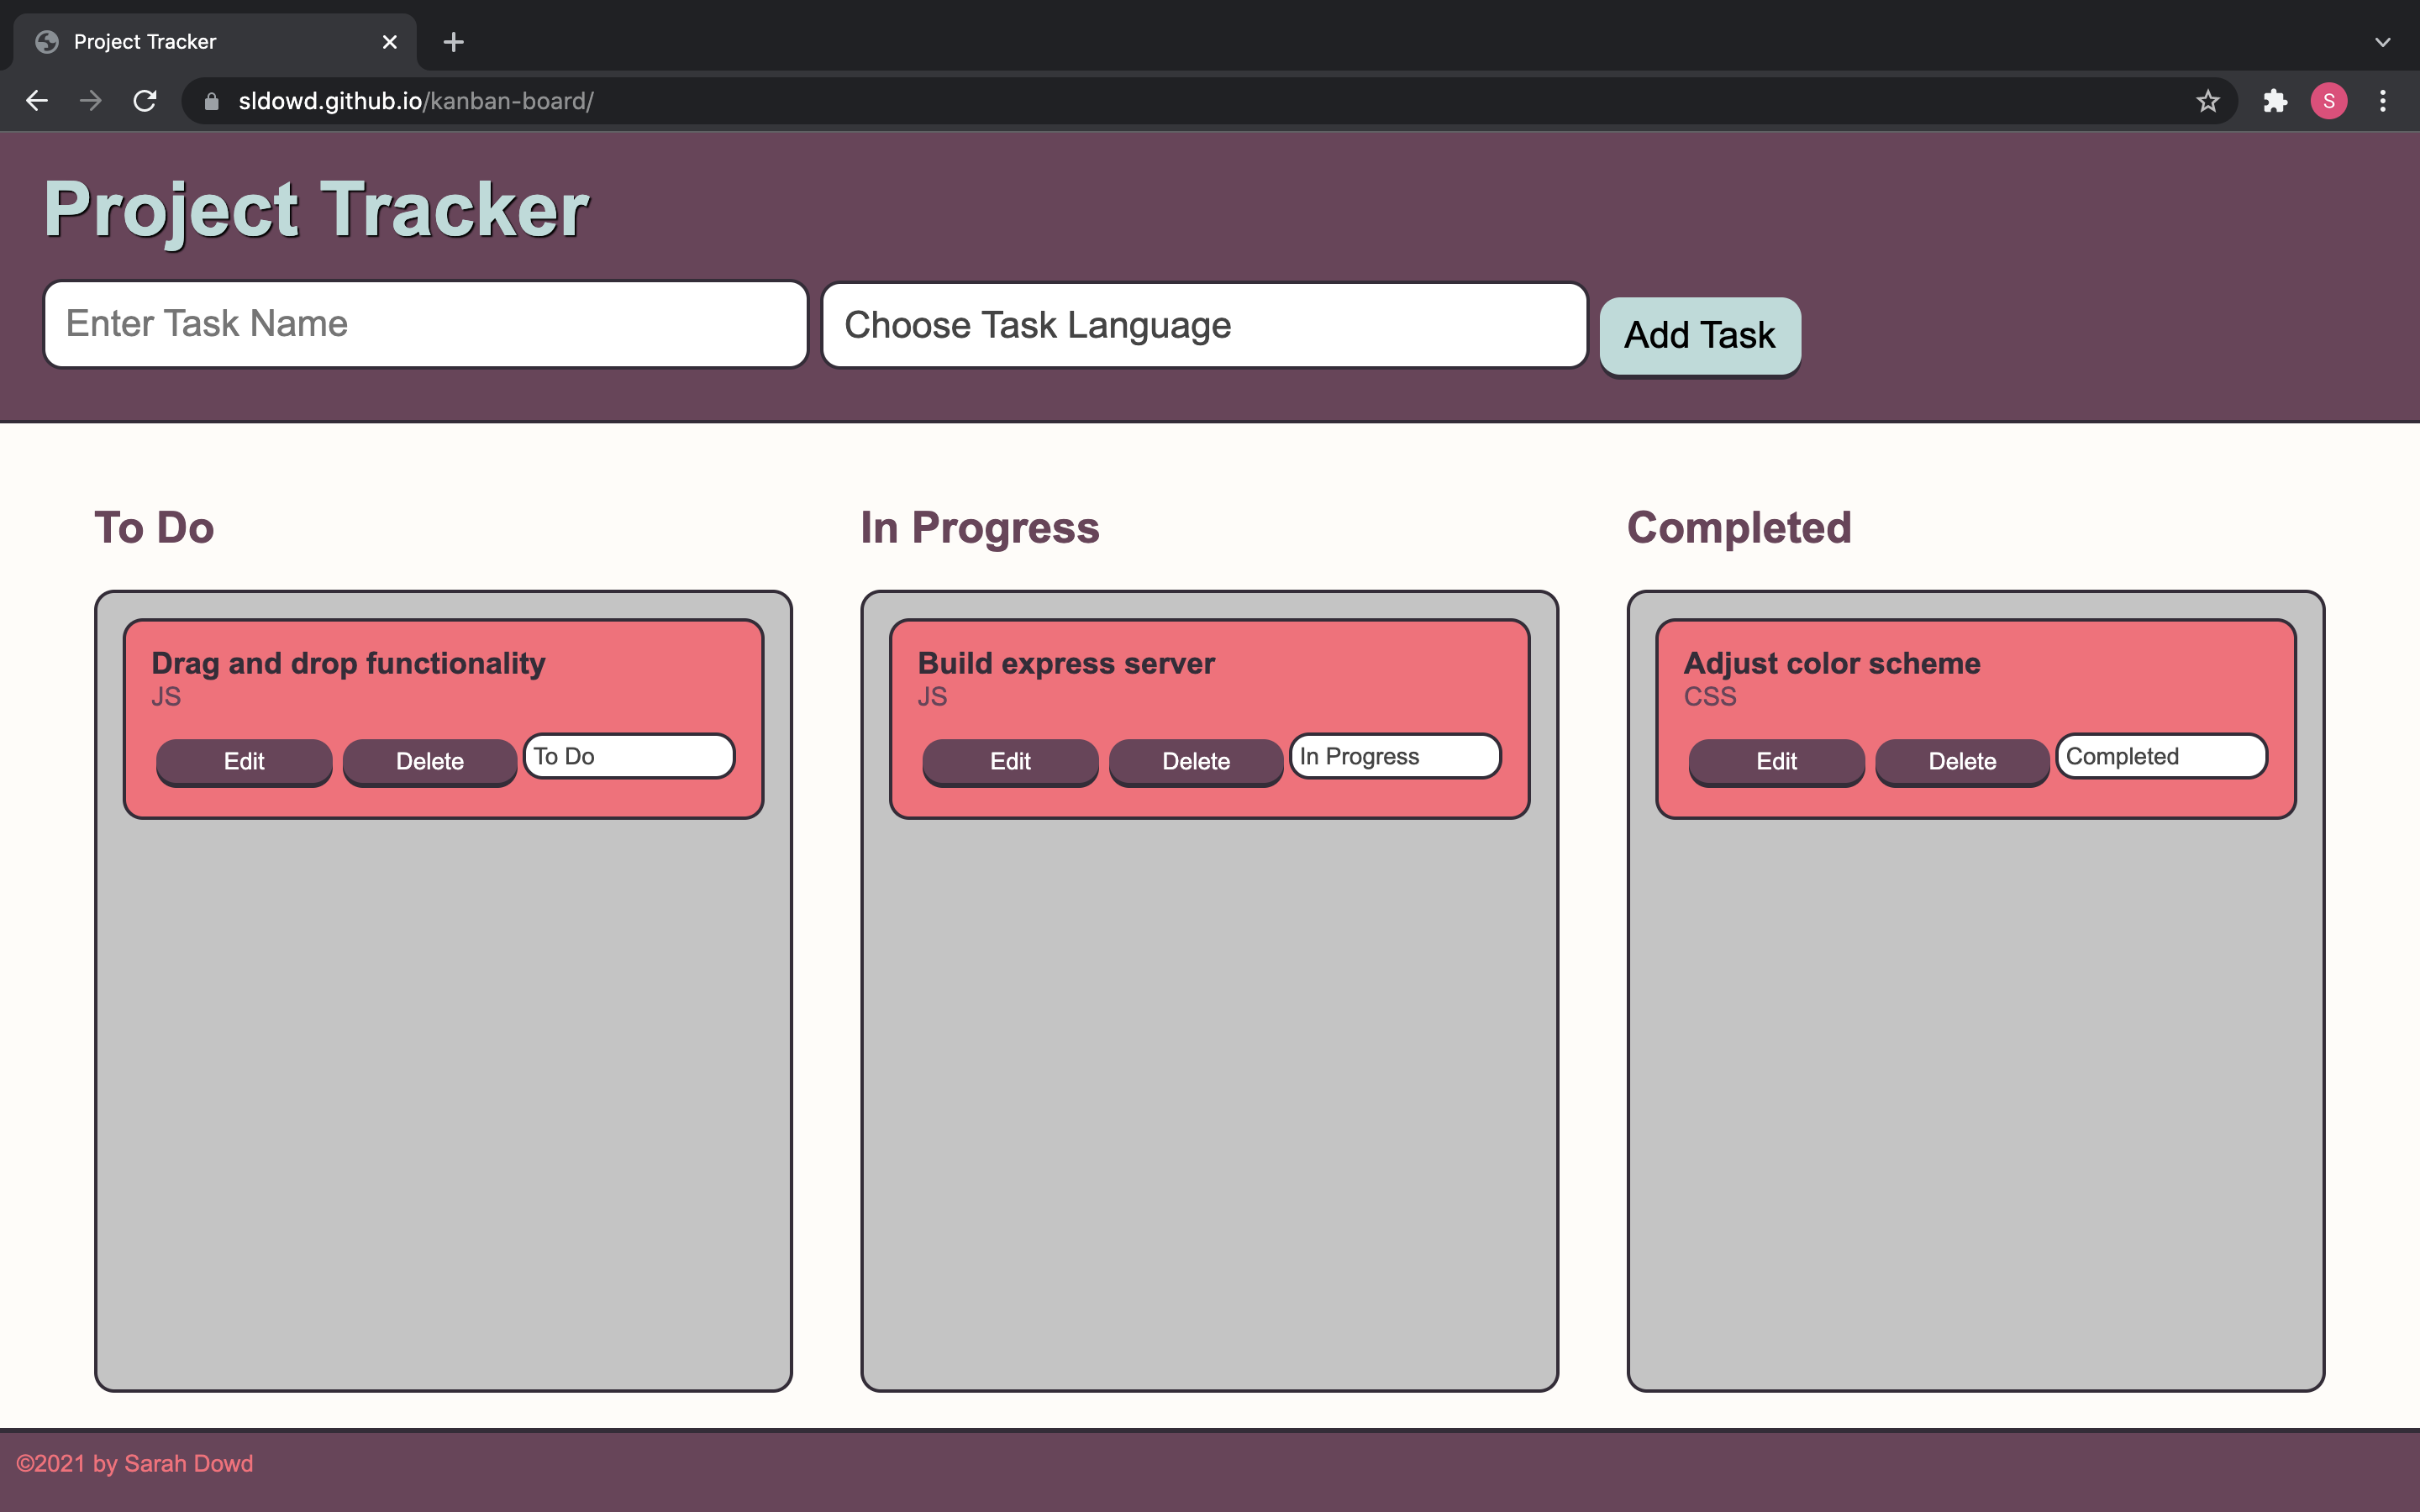 Project Tracker
sldowd.github.io/kanban-board/
S
Project Tracker
Enter Task Name
Choose Task Language
Add Task
To Do
Drag and drop functionality
JS
Edit Delete To Do
In Progress
Build express server
JS
Edit Delete In Progress
Completed
Adjust color scheme
CSS
Edit Delete Completed
©2021 by Sarah Dowd